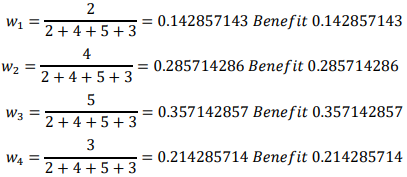 w₁ = 2 / (2 + 4 + 5 + 3) = 0.142857143 Benefit 0.142857143
w₂ = 4 / (2 + 4 + 5 + 3) = 0.285714286 Benefit 0.285714286
w₃ = 5 / (2 + 4 + 5 + 3) = 0.357142857 Benefit 0.357142857
w₄ = 3 / (2 + 4 + 5 + 3) = 0.214285714 Benefit 0.214285714